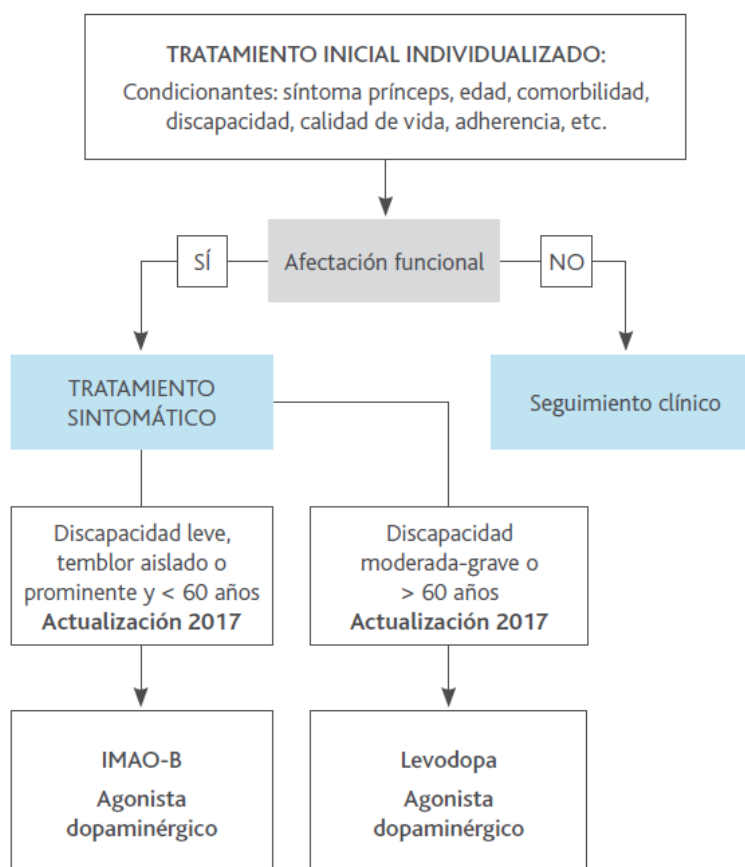 TRATAMIENTO INICIAL INDIVIDUALIZADO:
Condicionantes: síntoma prínceps, edad, comorbilidad,
discapacidad, calidad de vida, adherencia, etc.
SÍ
Afectación funcional
NO
TRATAMIENTO
SINTOMÁTICO
Seguimiento clínico
Discapacidad leve,
temblor aislado o
prominente y < 60 años
Actualización 2017
Discapacidad
moderada-grave o
> 60 años
Actualización 2017
IMAO-B
Agonista
dopaminérgico
Levodopa
Agonista
dopaminérgico